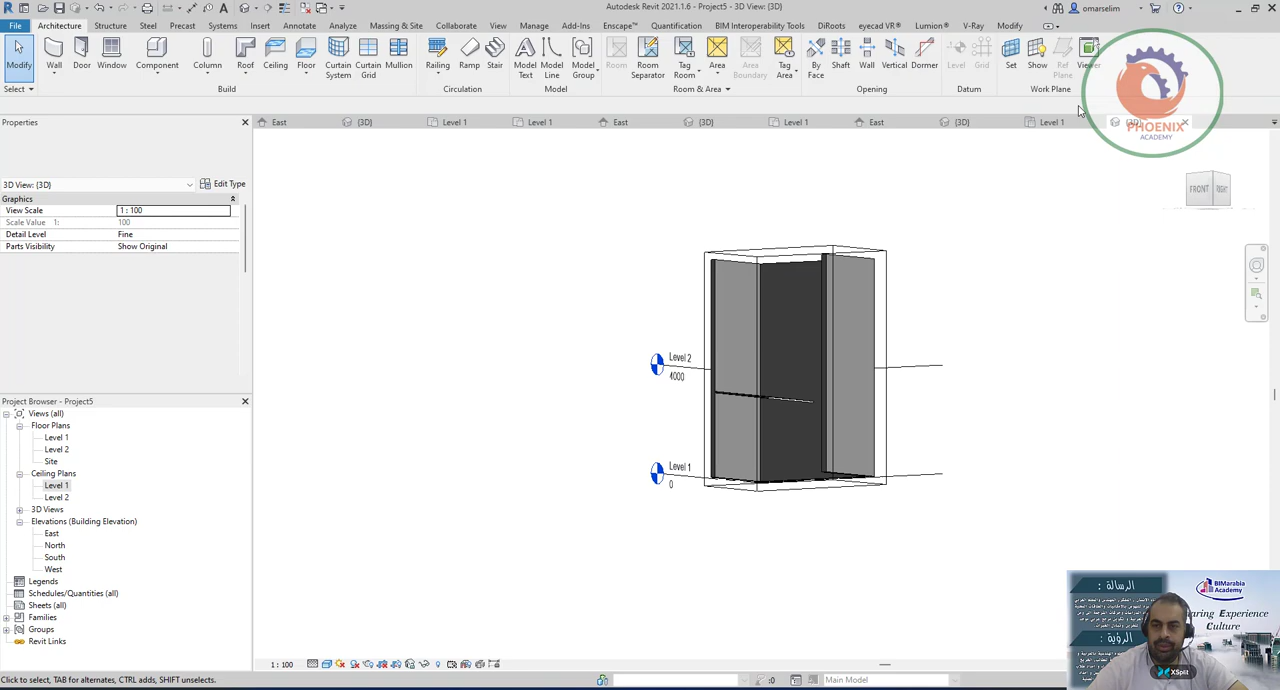 Autodesk Revit 2021.1.6 - Project5 - 3D View: {3D}
omarselim
File
Architecture
Structure
Steel
Precast
Systems
Insert
Annotate
Analyze
Massing & Site
Collaborate
View
Manage
Add-Ins
Enscape™
Quantification
BIM Interoperability Tools
DiRoots
eyecad VR®
Lumion®
V-Ray
Modify
Modify
Wall
Door
Window
Component
Column
Roof
Ceiling
Floor
Curtain System
Curtain Grid
Mullion
Railing
Ramp
Stair
Model Text
Model Line
Model Group
Room
Room Separator
Tag Room
Area
Area Boundary
Tag Area
By Face
Shaft
Wall
Vertical
Dormer
Level
Grid
Set
Show
Ref Plane
Viewer
Select
Build
Circulation
Model
Room & Area
Opening
Datum
Work Plane
PHOENIX
ACADEMY
Properties
East
{3D}
Level 1
Level 1
East
{3D}
Level 1
East
{3D}
Level 1
3D View: {3D}
Edit Type
Graphics
View Scale
1 : 100
Scale Value 1:
100
Detail Level
Fine
Parts Visibility
Show Original
FRONT
RIGHT
Level 2
4000
Level 1
0
Project Browser - Project5
Views (all)
Floor Plans
Level 1
Level 2
Site
Ceiling Plans
Level 1
Level 2
3D Views
Elevations (Building Elevation)
East
North
South
West
Legends
Schedules/Quantities (all)
Sheets (all)
Families
Groups
Revit Links
1 : 100
Click to select, TAB for alternates, CTRL adds, SHIFT unselects.
:0
Main Model
الرسالة :
BIMarabia
Academy
Experience
Culture
الرؤية :
XSplit